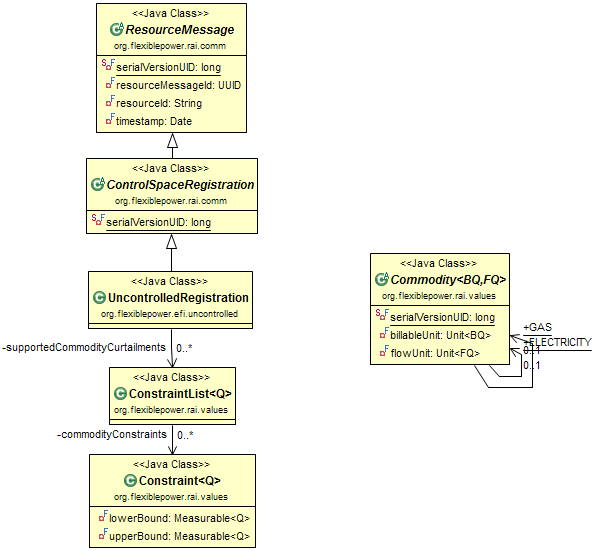 <<Java Class>>
ResourceMessage
org.flexiblepower.rai.comm
serialVersionUID: long
resourceMessageId: UUID
resourceId: String
timestamp: Date
<<Java Class>>
ControlSpaceRegistration
org.flexiblepower.rai.comm
serialVersionUID: long
<<Java Class>>
UncontrolledRegistration
org.flexiblepower.efi.uncontrolled
-supportedCommodityCurtailments 0..*
<<Java Class>>
ConstraintList<Q>
org.flexiblepower.rai.values
-commodityConstraints 0..*
<<Java Class>>
Constraint<Q>
org.flexiblepower.rai.values
lowerBound: Measurable<Q>
upperBound: Measurable<Q>
<<Java Class>>
Commodity<BQ,FQ>
org.flexiblepower.rai.values
serialVersionUID: long
billableUnit: Unit<BQ>
flowUnit: Unit<FQ>
+GAS
+ELECTRICITY
0..1
0..1